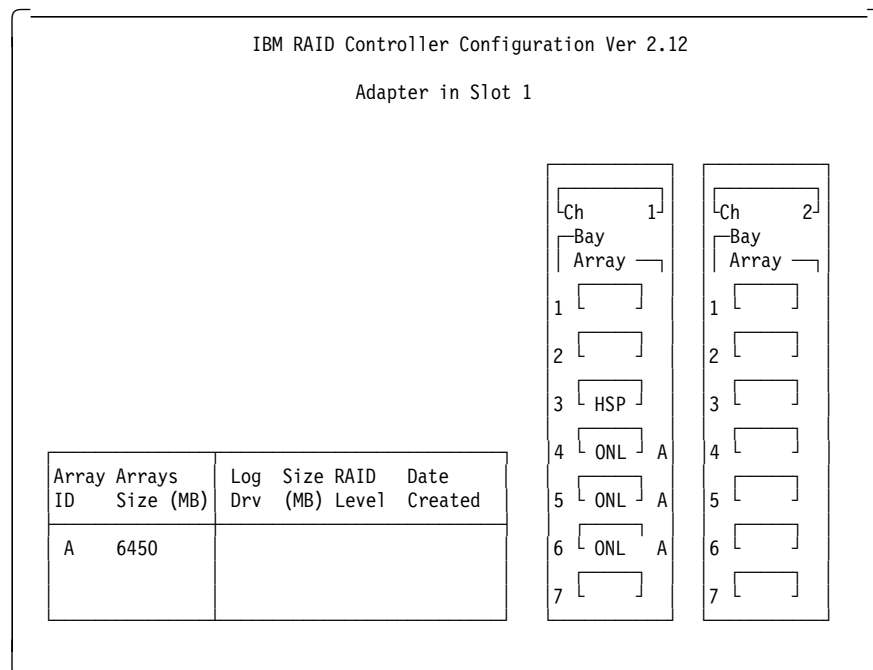 IBM RAID Controller Configuration Ver 2.12
Adapter in Slot 1
Ch 1
Bay
Array
1
2
3 HSP
4 ONL A
5 ONL A
6 ONL A
7
Ch 2
Bay
Array
1
2
3
4
5
6
7
Array Arrays Log Size RAID Date
ID Size (MB) Drv (MB) Level Created
A 6450